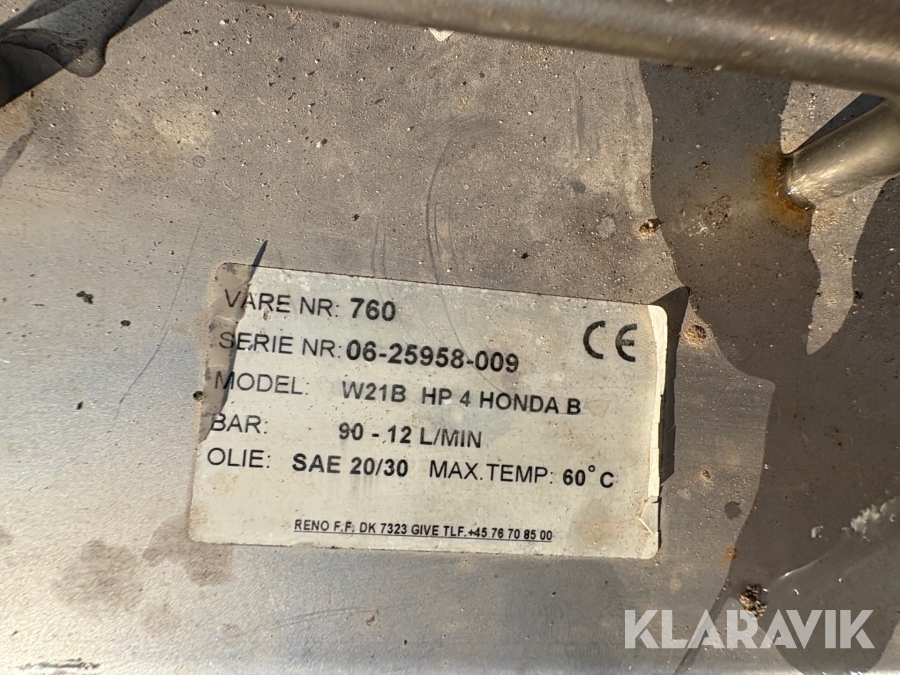 VARE NR: 760
CE
SERIE NR: 06-25958-009
MODEL: W21B HP 4 HONDA B
BAR: 90 - 12 L/MIN
OLIE: SAE 20/30 MAX.TEMP: 60° C
RENO F.F. DK 7323 GIVE TLF.+45 76 70 85 00
KLARAVIK